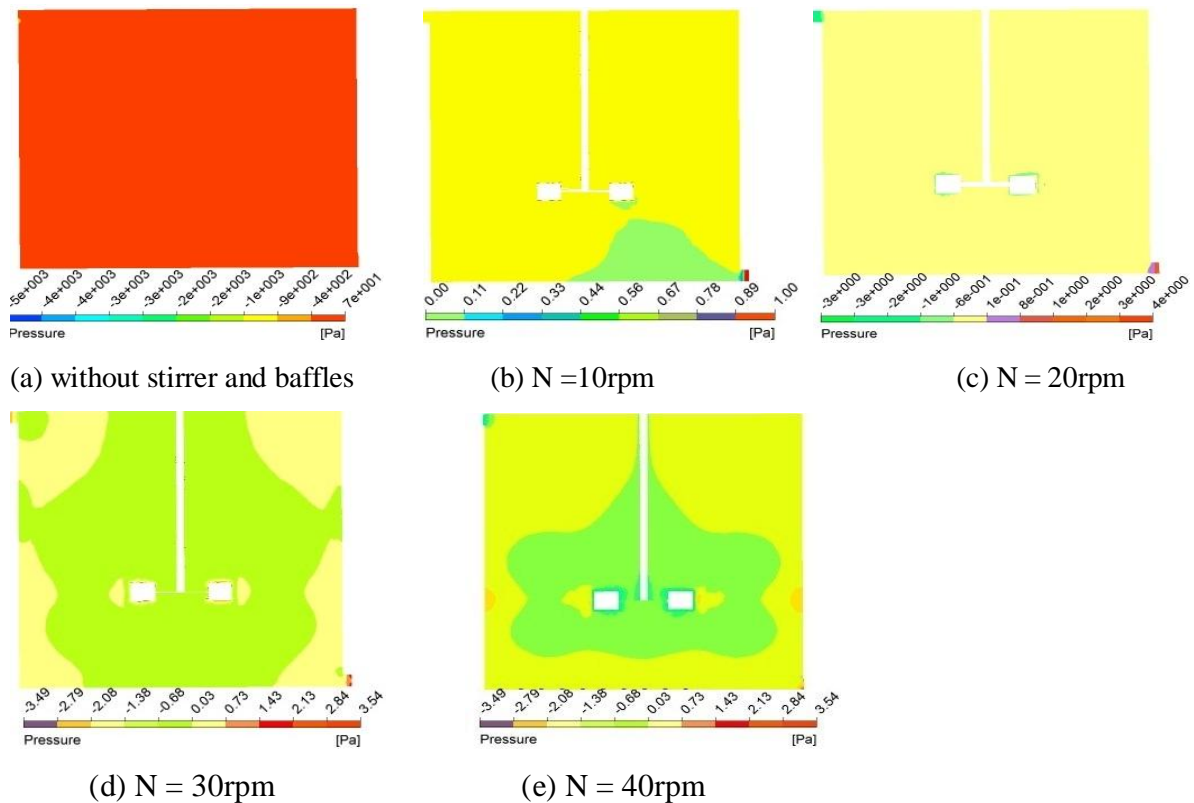 -5e+003 -4e+003 -4e+003 -3e+003 -3e+003 -2e+003 -2e+003 -1e+003 -9e+002 -4e+002 7e+001
Pressure [Pa]
(a) without stirrer and baffles
0.00 0.11 0.22 0.33 0.44 0.56 0.67 0.78 0.89 1.00
Pressure [Pa]
(b) N =10rpm
-3e+000 -3e+000 -2e+000 -1e+000 -6e-001 1e-001 8e-001 1e+000 2e+000 3e+000 4e+000
Pressure [Pa]
(c) N = 20rpm
-3.49 -2.79 -2.08 -1.38 -0.68 0.03 0.73 1.43 2.13 2.84 3.54
Pressure [Pa]
(d) N = 30rpm
-3.49 -2.79 -2.08 -1.38 -0.68 0.03 0.73 1.43 2.13 2.84 3.54
Pressure [Pa]
(e) N = 40rpm